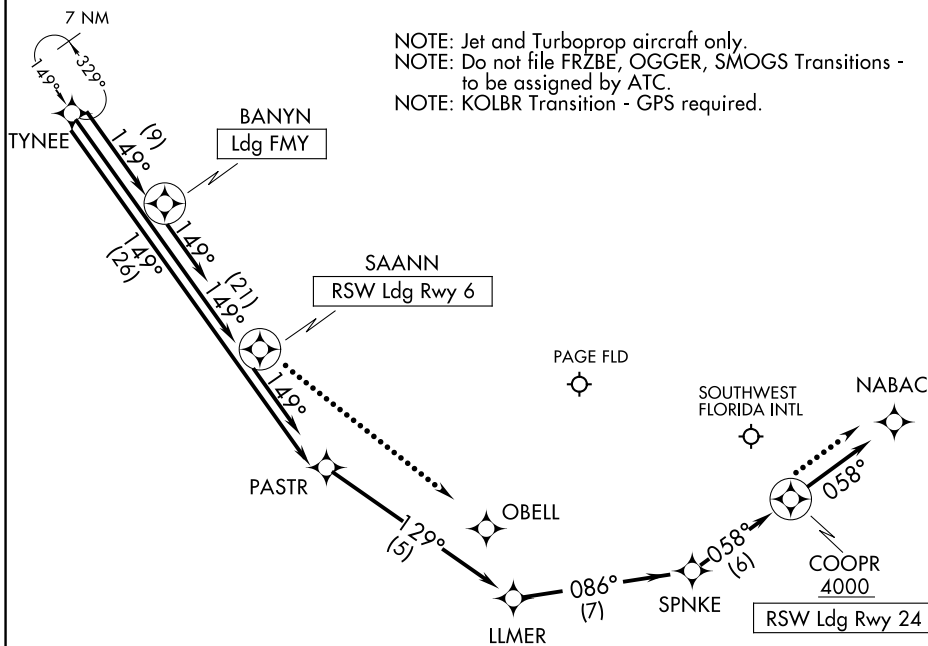 7 NM
149°
329°
NOTE: Jet and Turboprop aircraft only.
NOTE: Do not file FRZBE, OGGER, SMOGS Transitions -
to be assigned by ATC.
NOTE: KOLBR Transition - GPS required.
TYNEE
(9)
149°
BANYN
Ldg FMY
149°
149°
(26)
(21)
149°
SAANN
RSW Ldg Rwy 6
149°
PAGE FLD
SOUTHWEST
FLORIDA INTL
NABAC
PASTR
OBELL
129°
(5)
058°
058°
(6)
COOPR
4000
RSW Ldg Rwy 24
086°
(7)
SPNKE
LLMER